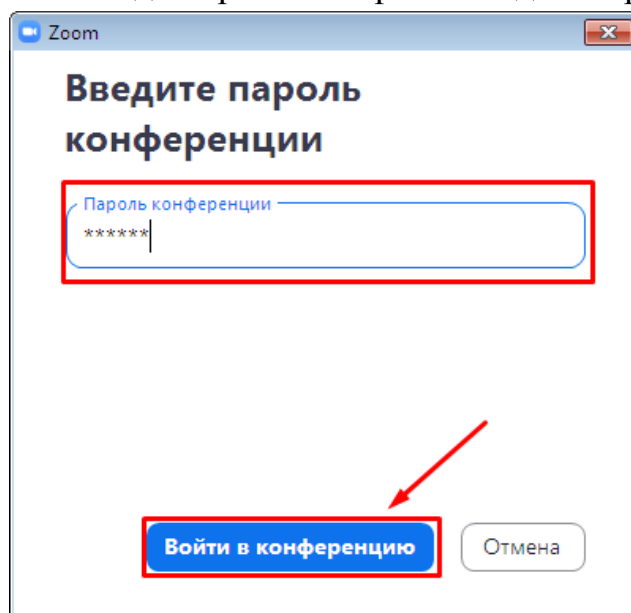 Zoom
Введите пароль
конференции
Пароль конференции
******
Войти в конференцию
Отмена